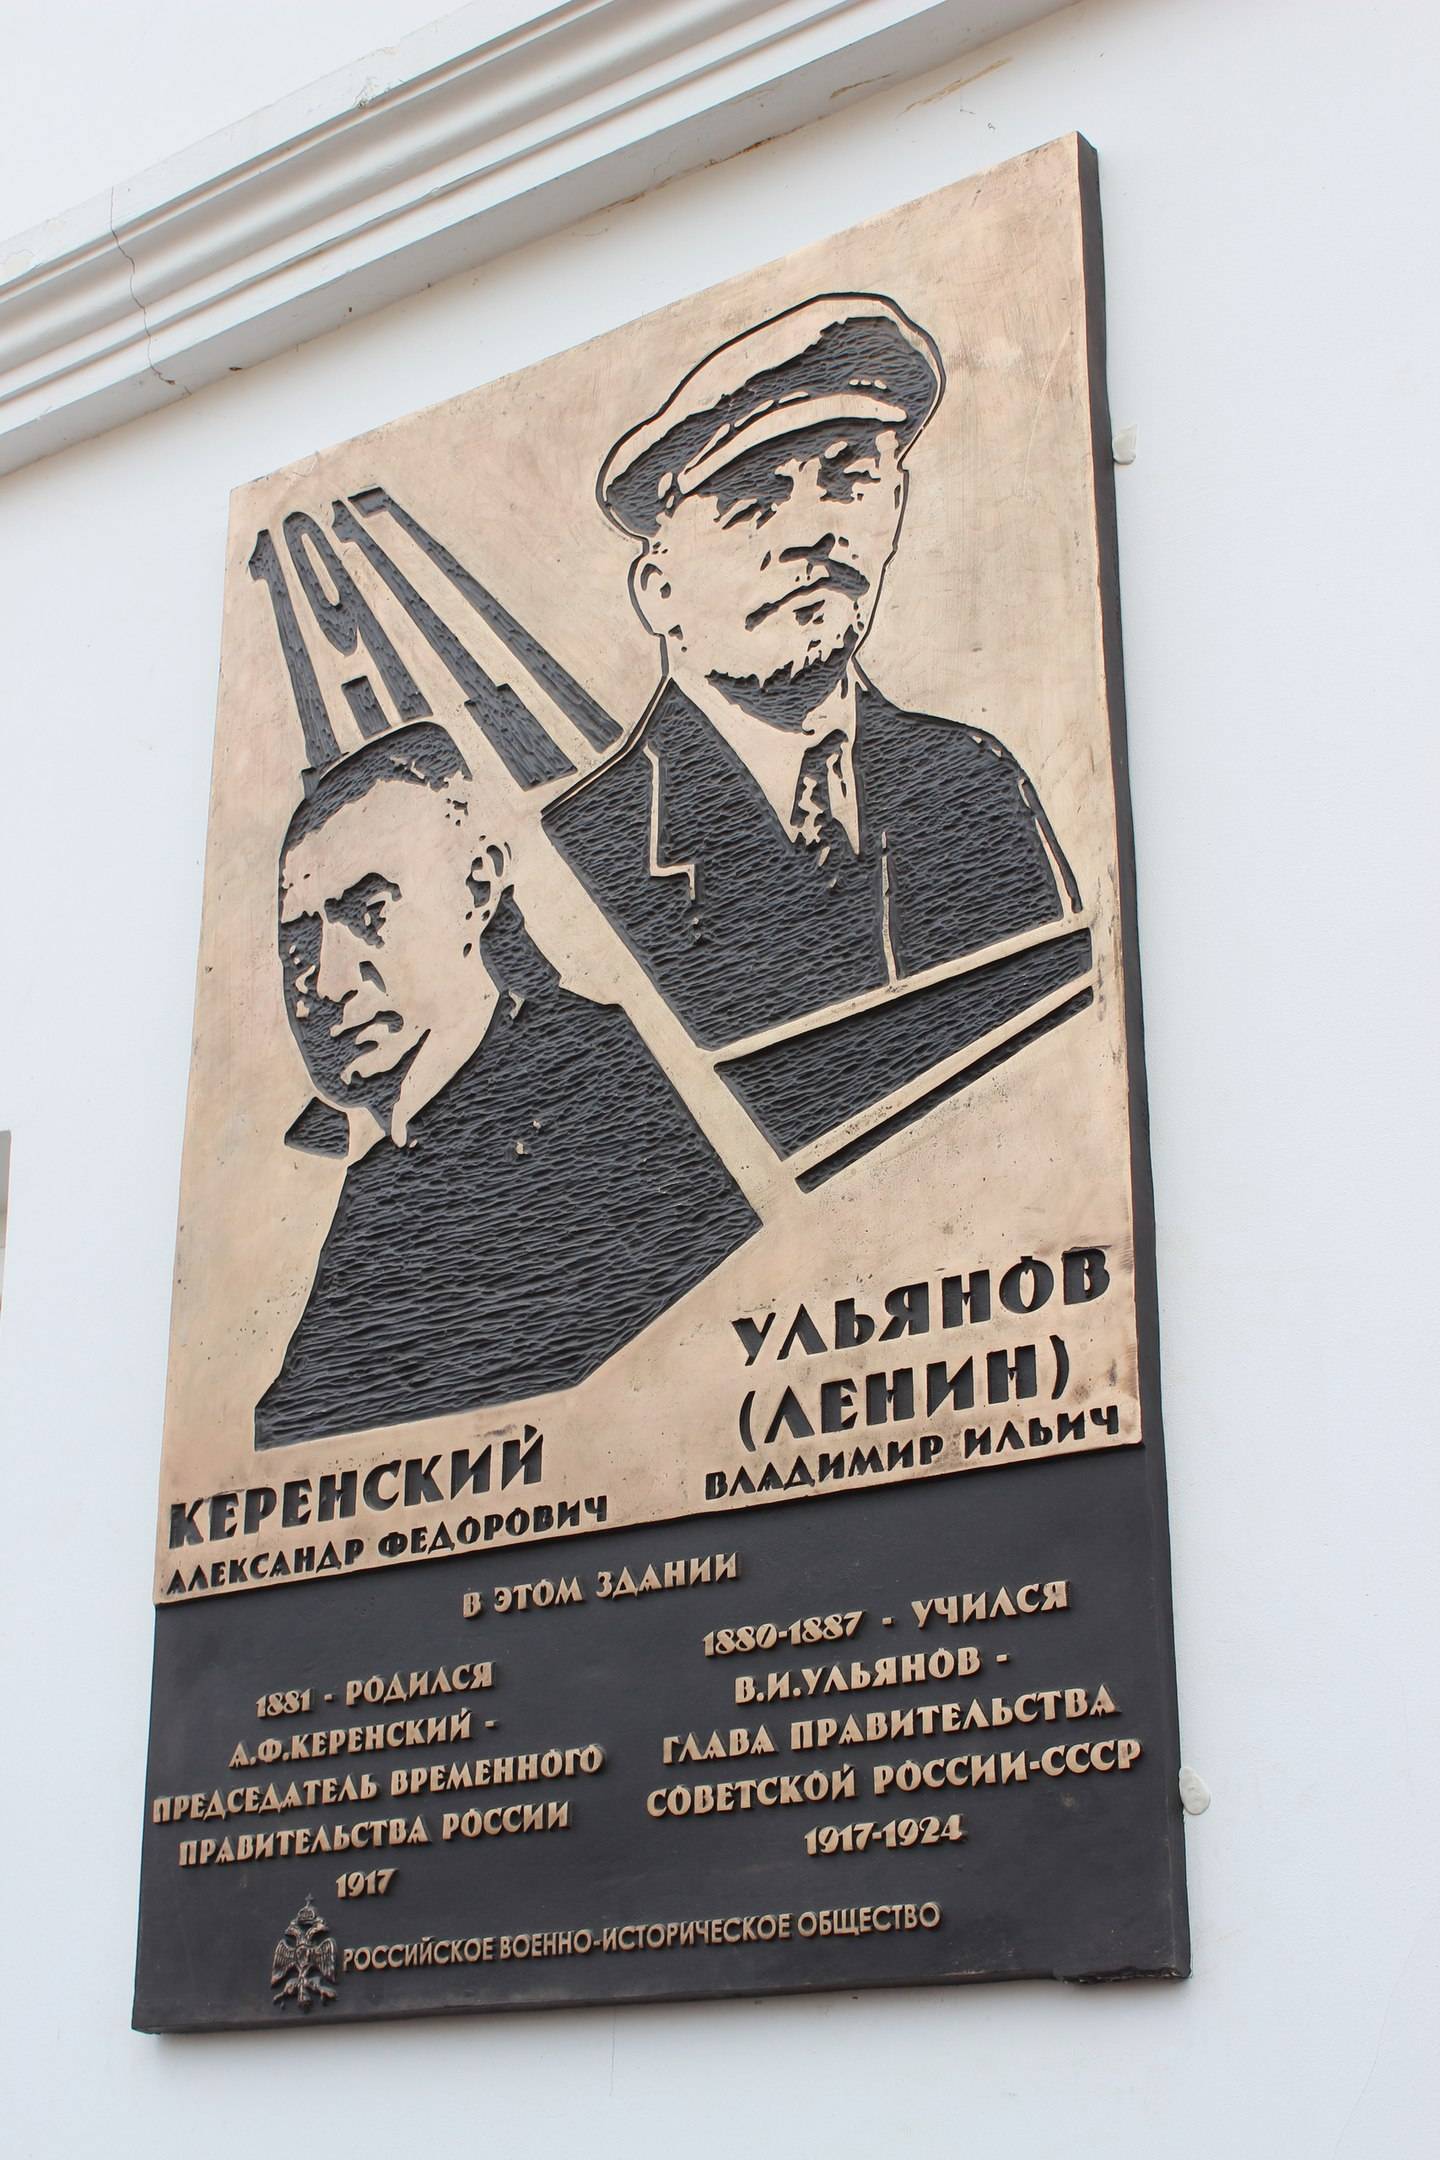 1917
УЛЬЯНОВ
(ЛЕНИН)
ВЛАДИМИР ИЛЬИЧ
КЕРЕНСКИЙ
АЛЕКСАНДР ФЕДОРОВИЧ
В ЭТОМ ЗДАНИИ
1881 - РОДИЛСЯ
А.Ф.КЕРЕНСКИЙ -
ПРЕДСЕДАТЕЛЬ ВРЕМЕННОГО
ПРАВИТЕЛЬСТВА РОССИИ
1917
1880-1887 - УЧИЛСЯ
В.И.УЛЬЯНОВ -
ГЛАВА ПРАВИТЕЛЬСТВА
СОВЕТСКОЙ РОССИИ-СССР
1917-1924
РОССИЙСКОЕ ВОЕННО-ИСТОРИЧЕСКОЕ ОБЩЕСТВО